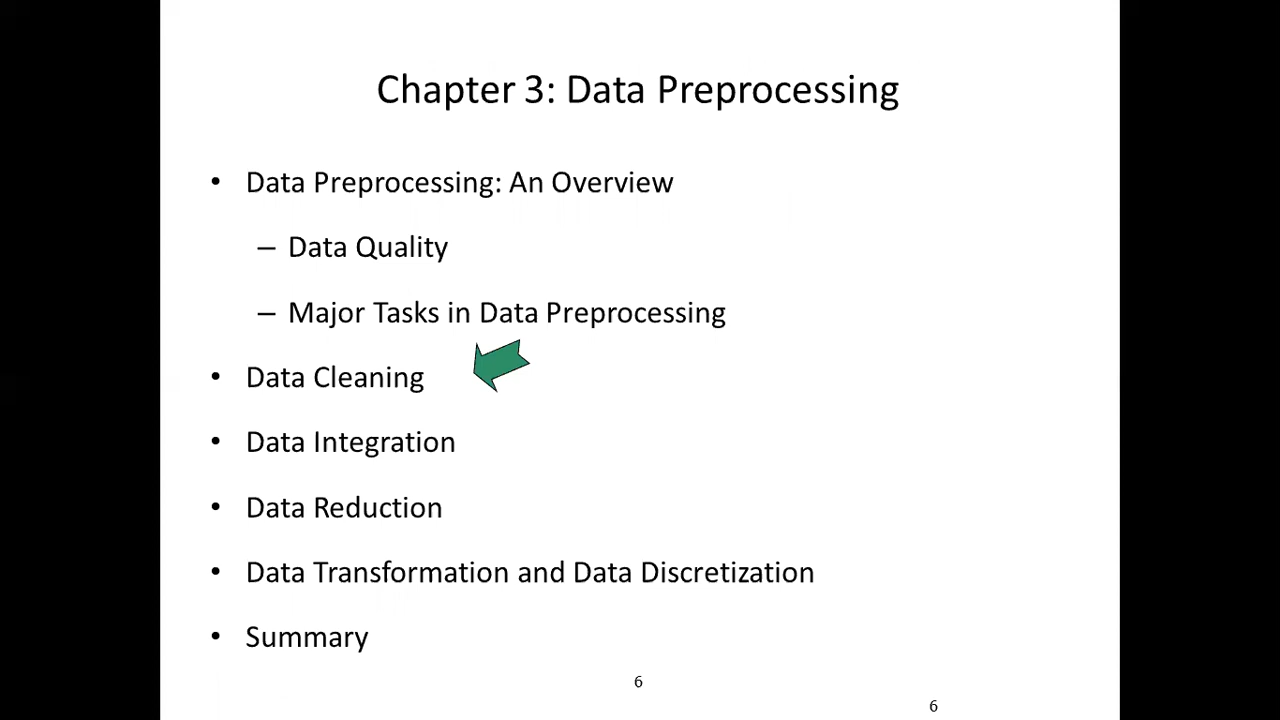 Chapter 3: Data Preprocessing
• Data Preprocessing: An Overview
– Data Quality
– Major Tasks in Data Preprocessing
• Data Cleaning
• Data Integration
• Data Reduction
• Data Transformation and Data Discretization
• Summary
6
6